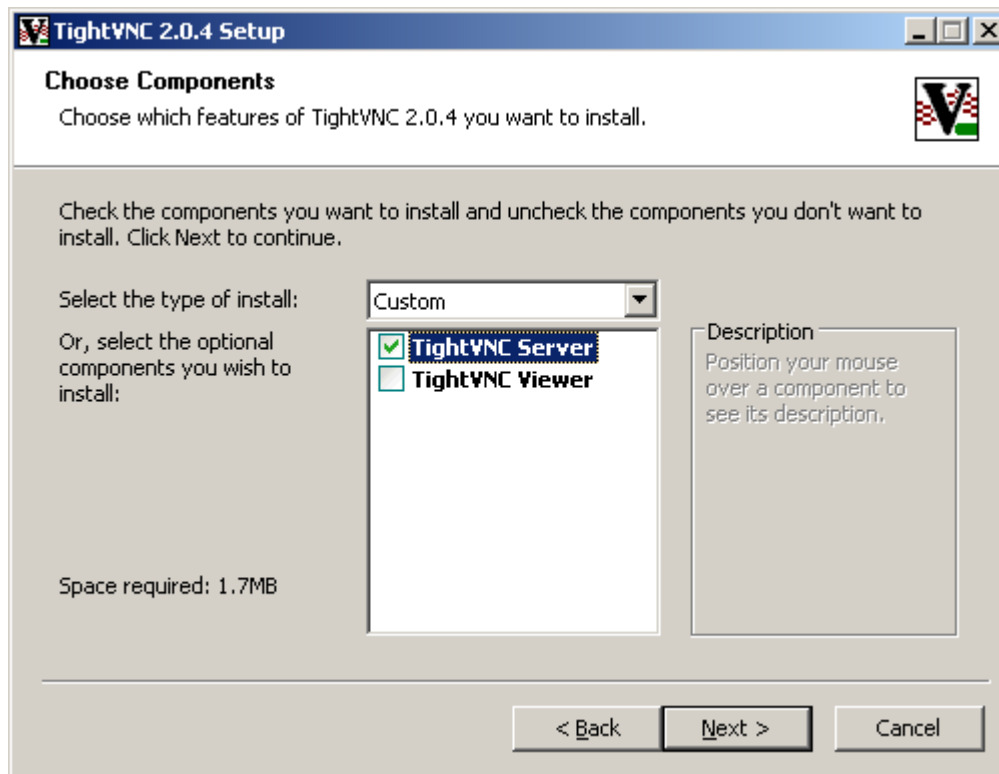 TightVNC 2.0.4 Setup
Choose Components
Choose which features of TightVNC 2.0.4 you want to install.
Check the components you want to install and uncheck the components you don't want to
install. Click Next to continue.
Select the type of install:
Custom
Or, select the optional
components you wish to
install:
TightVNC Server
TightVNC Viewer
Description
Position your mouse
over a component to
see its description.
Space required: 1.7MB
< Back
Next >
Cancel